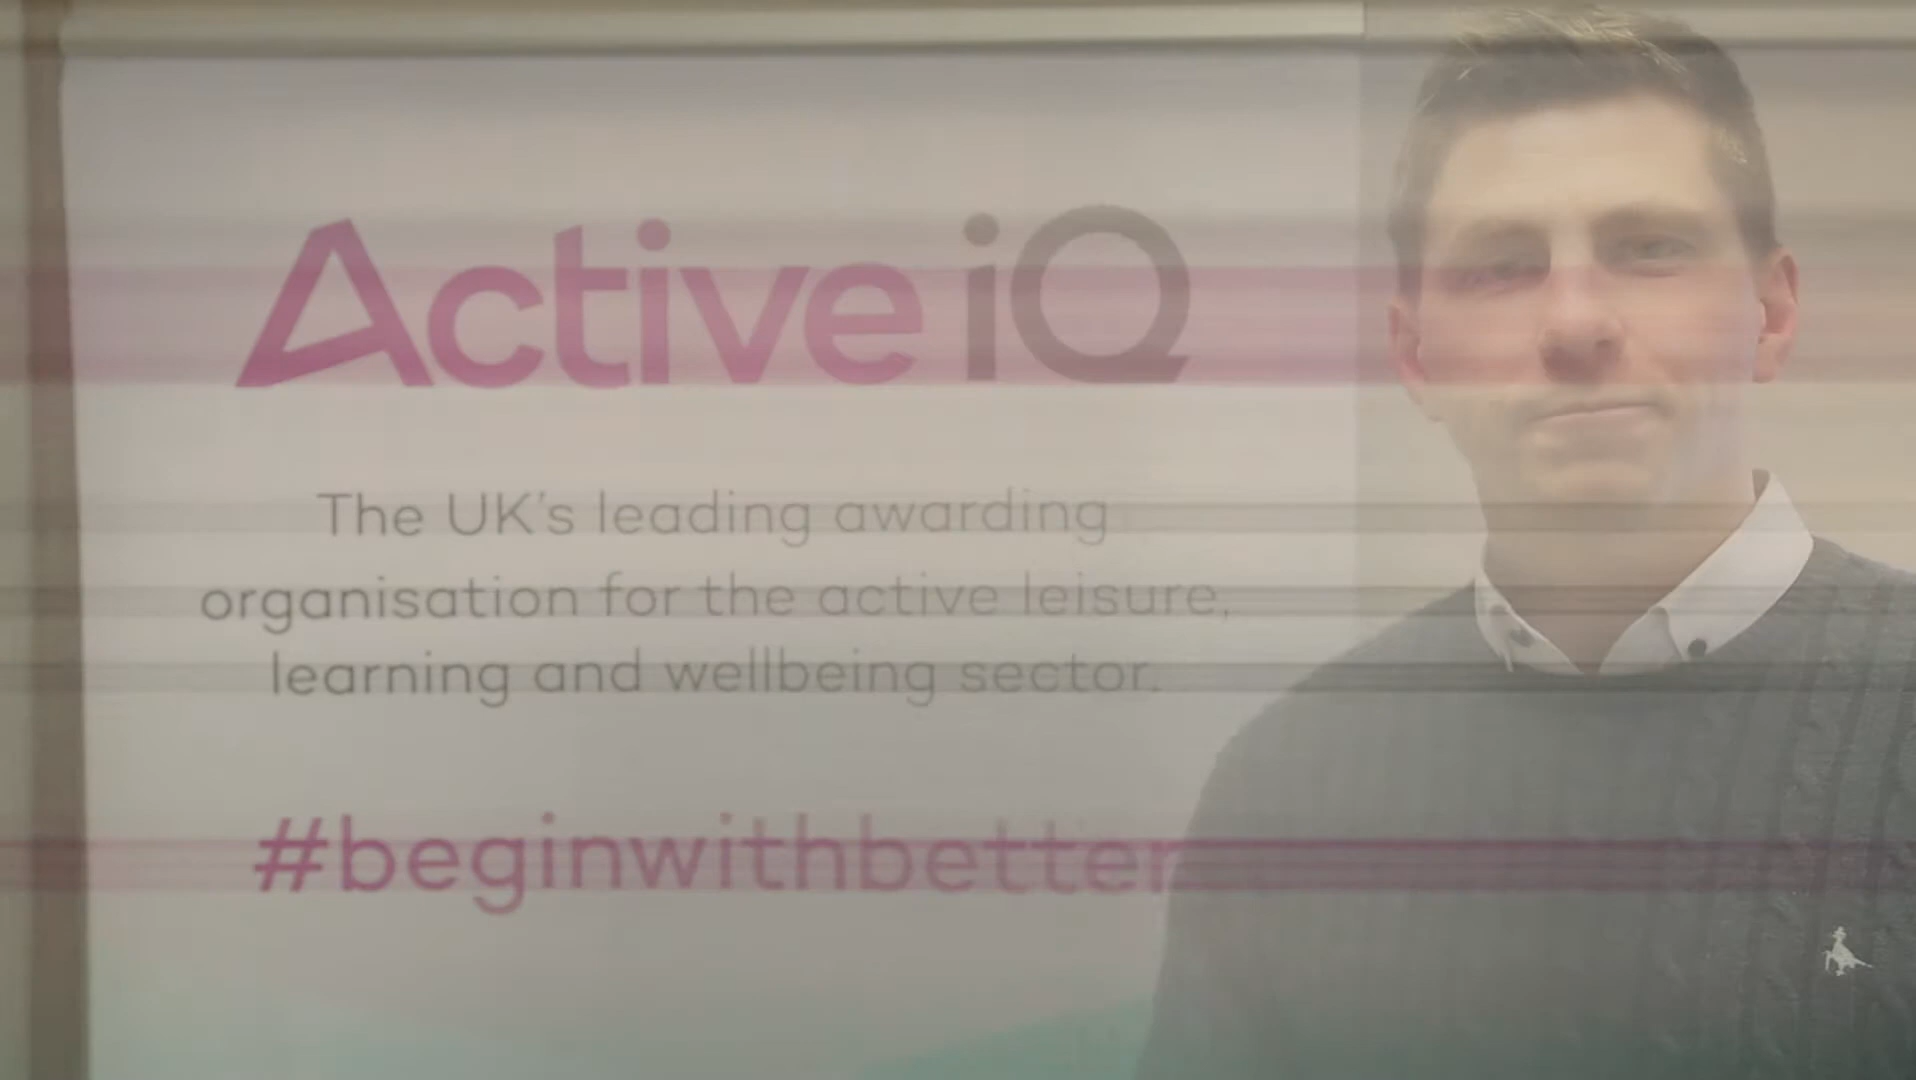 Active iQ
The UK's leading awarding
organisation for the active leisure,
learning and wellbeing sector.
#beginwithbetter